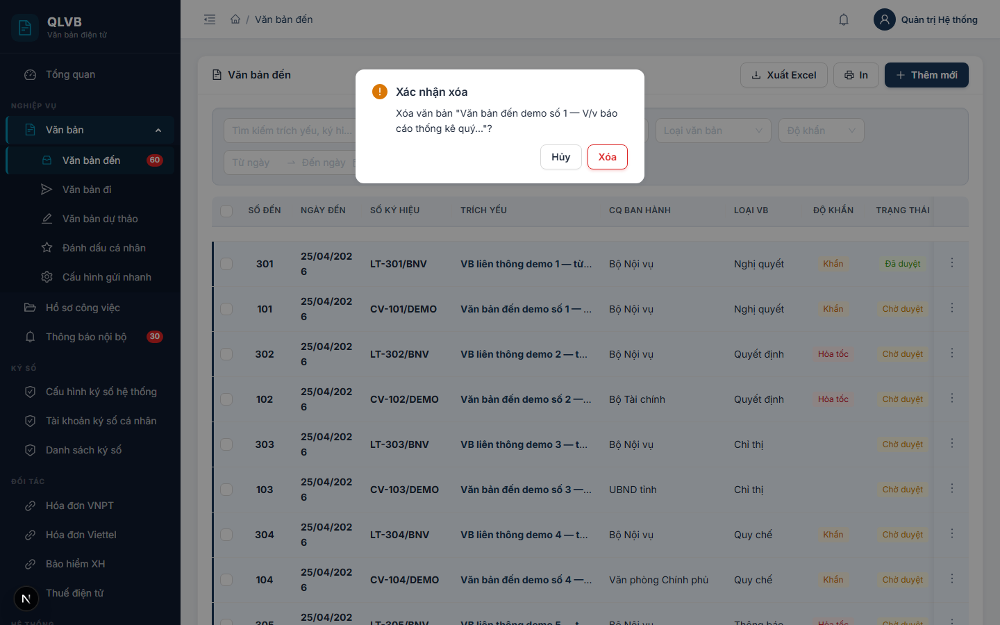 QLVB
Văn bản điện tử
Tổng quan
NGHIỆP VỤ
Văn bản
Văn bản đến
60
Văn bản đi
Văn bản dự thảo
Đánh dấu cá nhân
Cấu hình gửi nhanh
Hồ sơ công việc
Thông báo nội bộ
30
KÝ SỐ
Cấu hình ký số hệ thống
Tài khoản ký số cá nhân
Danh sách ký số
ĐỐI TÁC
Hóa đơn VNPT
Hóa đơn Viettel
Bảo hiểm XH
Thuế điện tử
HỆ THỐNG
N
/ Văn bản đến
Quản trị Hệ thống
Văn bản đến
Xuất Excel
In
Thêm mới
Tìm kiếm trích yếu, ký hi...
Loại văn bản
Độ khẩn
Từ ngày
Đến ngày
Xác nhận xóa
Xóa văn bản "Văn bản đến demo số 1 — V/v báo
cáo thống kê quý..."?
Hủy
Xóa
SỐ ĐẾN NGÀY ĐẾN SỐ KÝ HIỆU TRÍCH YẾU CQ BAN HÀNH LOẠI VB ĐỘ KHẨN TRẠNG THÁI
301 25/04/202
6 LT-301/BNV VB liên thông demo 1 — từ... Bộ Nội vụ Nghị quyết Khẩn Đã duyệt
101 25/04/202
6 CV-101/DEMO Văn bản đến demo số 1 — ... Bộ Nội vụ Nghị quyết Khẩn Chờ duyệt
302 25/04/202
6 LT-302/BNV VB liên thông demo 2 — t... Bộ Nội vụ Quyết định Hỏa tốc Chờ duyệt
102 25/04/202
6 CV-102/DEMO Văn bản đến demo số 2 —... Bộ Tài chính Quyết định Hỏa tốc Chờ duyệt
303 25/04/202
6 LT-303/BNV VB liên thông demo 3 — t... Bộ Nội vụ Chỉ thị Chờ duyệt
103 25/04/202
6 CV-103/DEMO Văn bản đến demo số 3 —... UBND tỉnh Chỉ thị Chờ duyệt
304 25/04/202
6 LT-304/BNV VB liên thông demo 4 — t... Bộ Nội vụ Quy chế Khẩn Chờ duyệt
104 25/04/202
6 CV-104/DEMO Văn bản đến demo số 4 —... Văn phòng Chính phủ Quy chế Khẩn Chờ duyệt
305 25/04/202
LT-305/BNV VB liên thông demo 5 — t... Bộ Nội vụ Thông báo Hỏa tốc Chờ duyệt